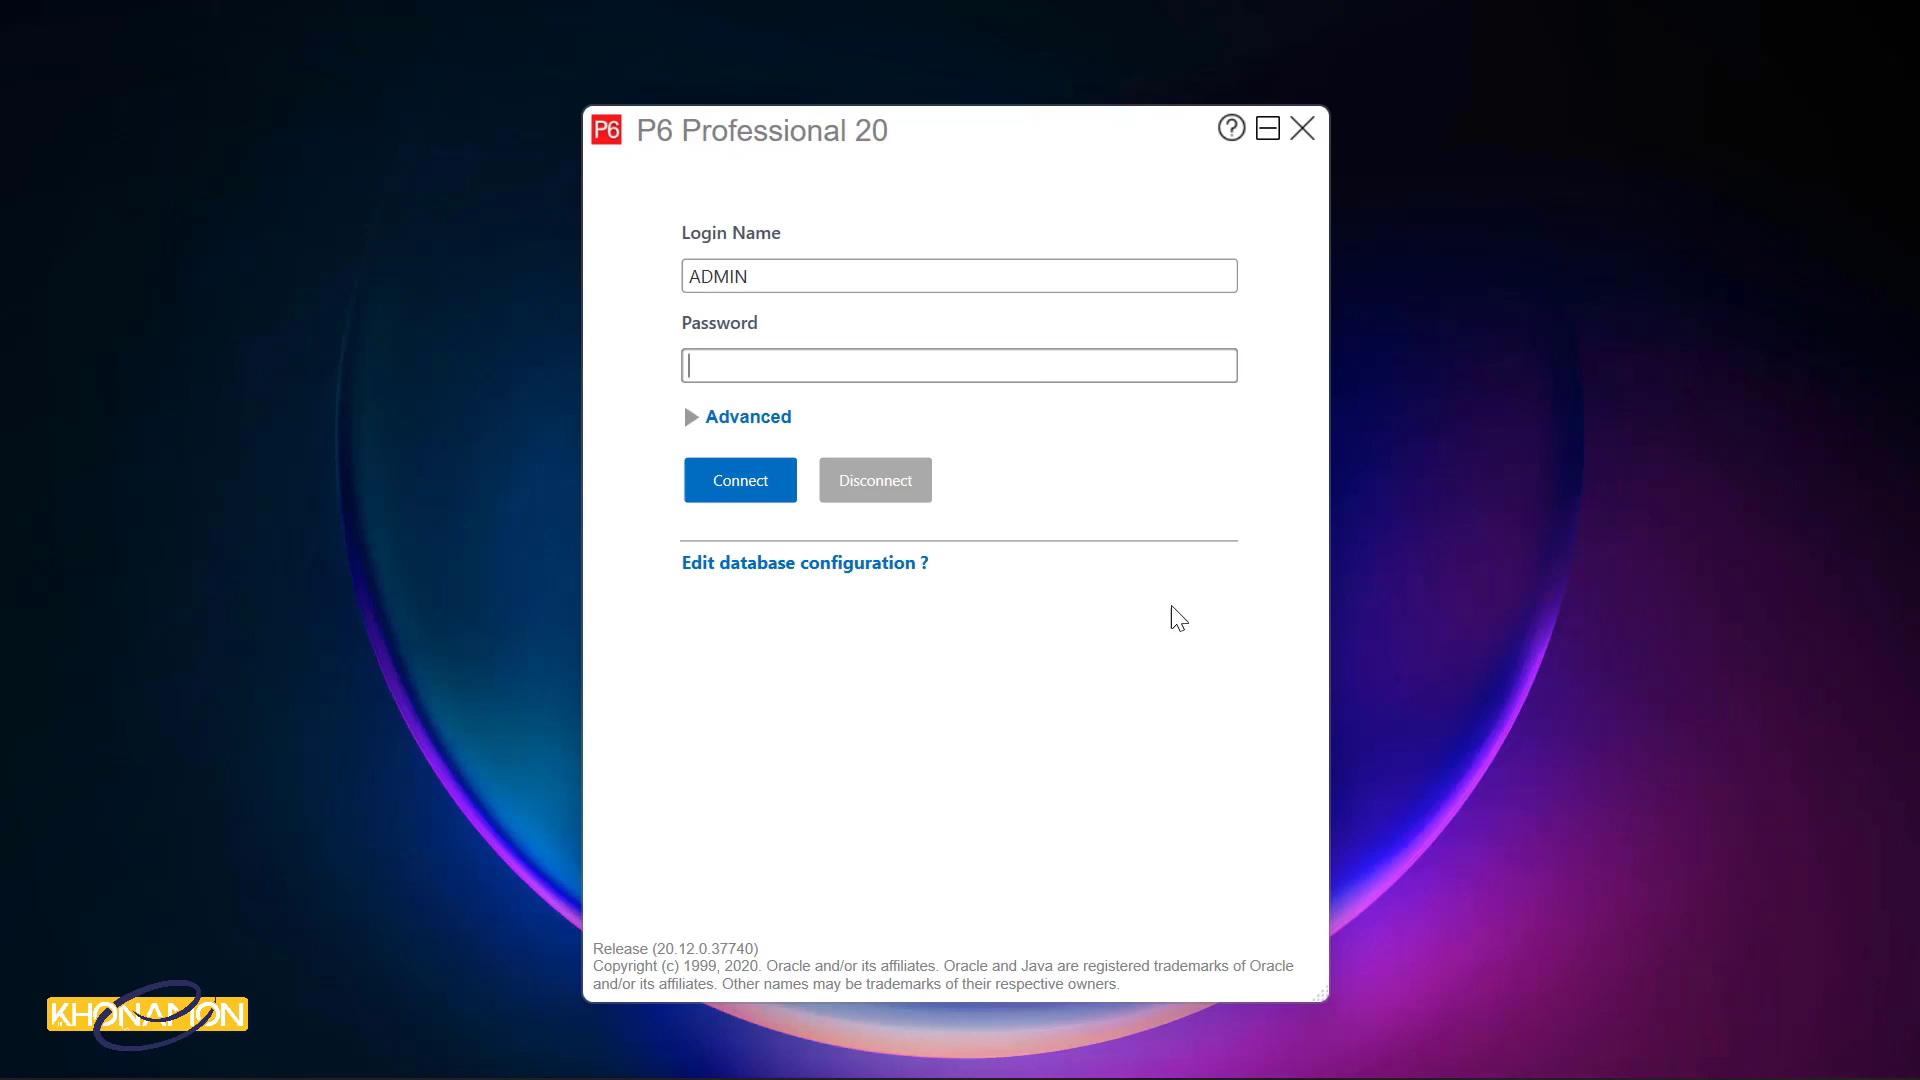 P6 P6 Professional 20
Login Name
ADMIN
Password
Advanced
Connect Disconnect
Edit database configuration ?
Release (20.12.0.37740)
Copyright (c) 1999, 2020. Oracle and/or its affiliates. Oracle and Java are registered trademarks of Oracle
and/or its affiliates. Other names may be trademarks of their respective owners.
KHONAMON